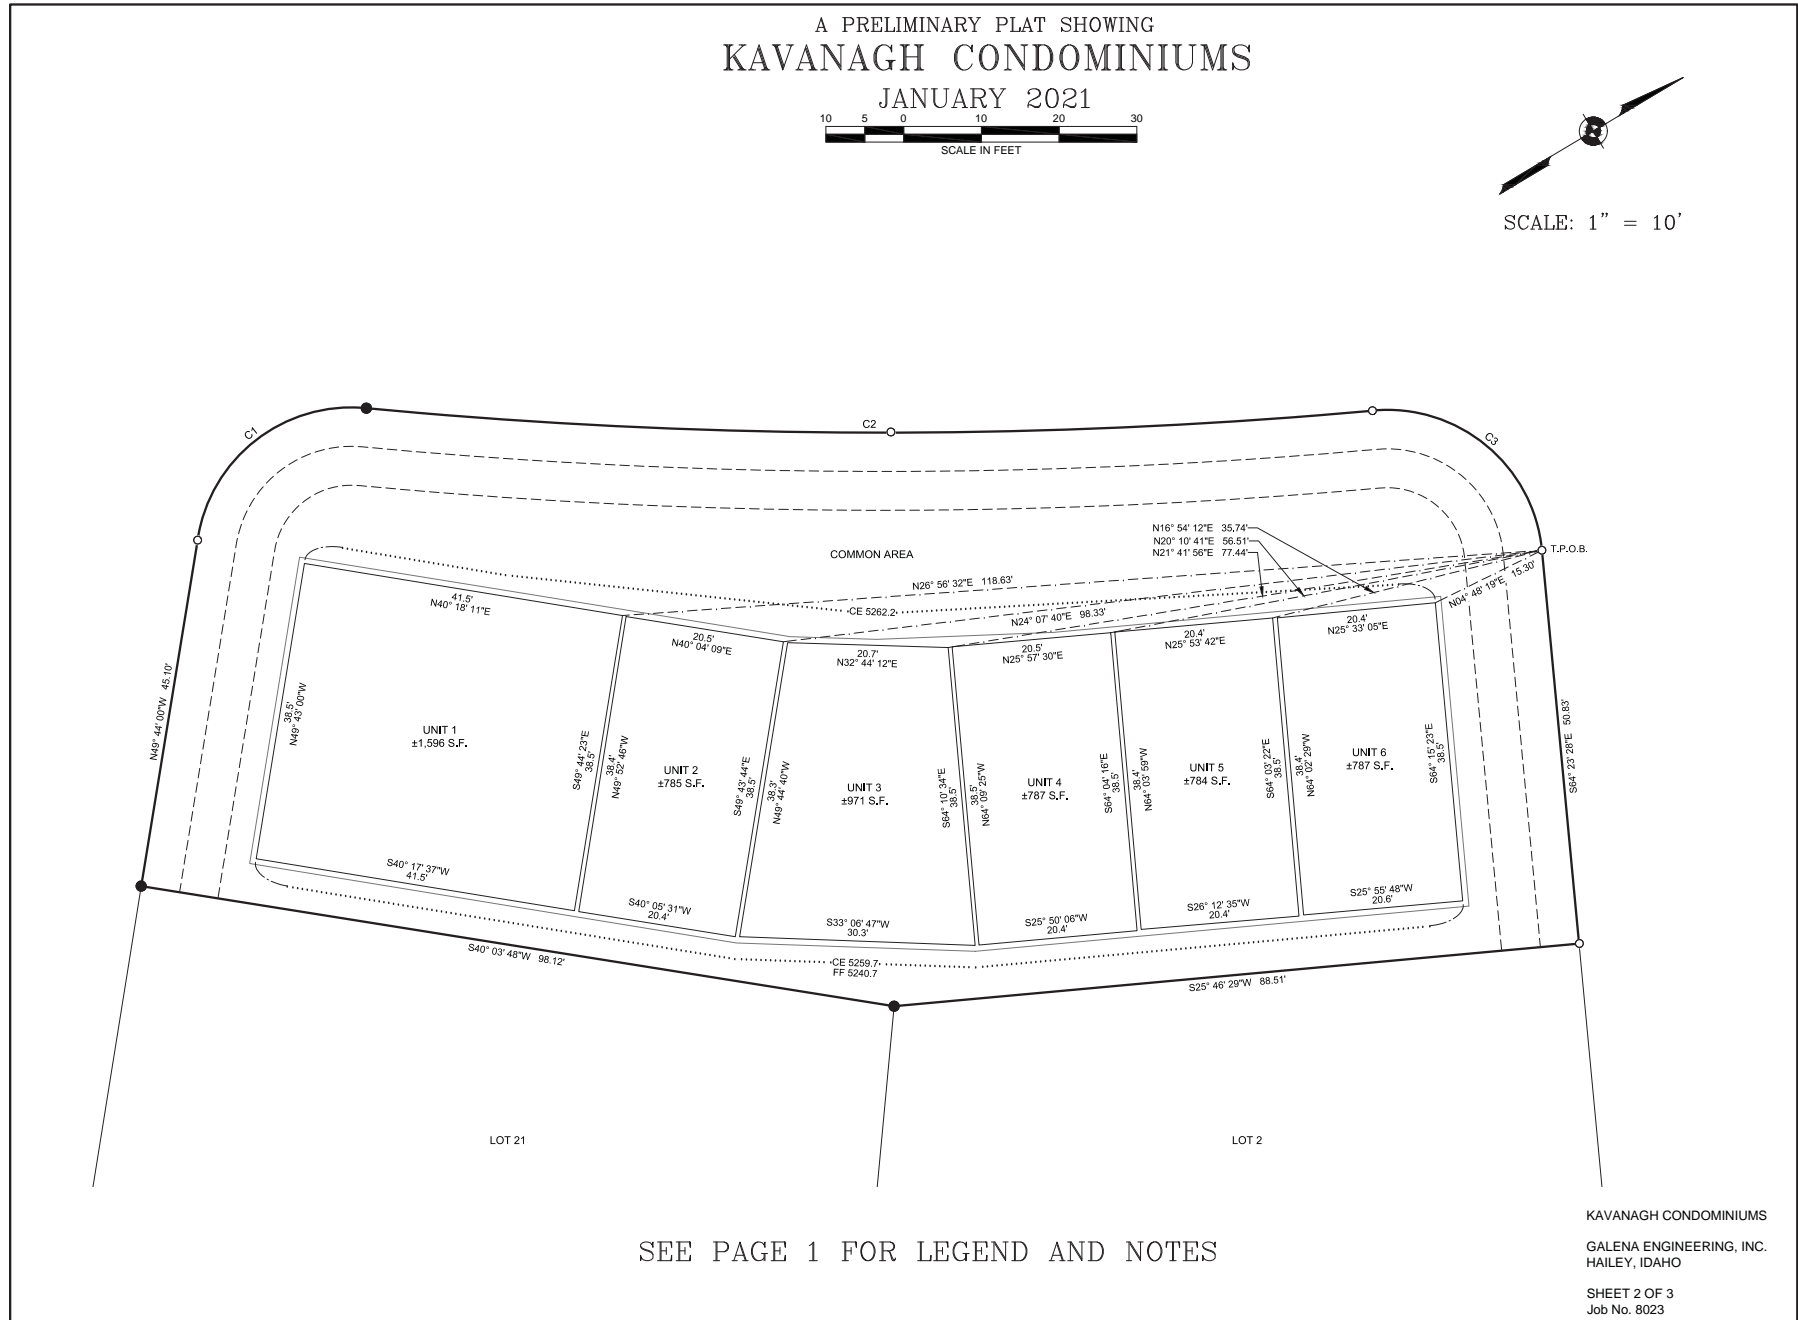 A PRELIMINARY PLAT SHOWING
KAVANAGH CONDOMINIUMS
JANUARY 2021
10 5 0 10 20 30
SCALE IN FEET
SCALE: 1" = 10'
C1
C2
C3
N16° 54' 12"E 35.74'
N20° 10' 41"E 56.51'
N21° 41' 56"E 77.44'
T.P.O.B.
COMMON AREA
N26° 56' 32"E 118.63'
N04° 48' 19"E 15.30'
CE 5262.2
N24° 07' 40"E 98.33'
41.5'
N40° 18' 11"E
20.5'
N40° 04' 09"E
20.7'
N32° 44' 12"E
20.5'
N25° 57' 30"E
20.4'
N25° 53' 42"E
20.4'
N25° 33' 05"E
N49° 44' 00"W 45.10'
38.5'
N49° 43' 00"W
UNIT 1
±1,596 S.F.
S49° 44' 23"E
38.5'
38.4'
N49° 52' 46"W
UNIT 2
±785 S.F.
S49° 43' 44"E
38.5'
38.3'
N49° 44' 40"W
UNIT 3
±971 S.F.
S64° 10' 34"E
38.5'
38.5'
N64° 09' 25"W
UNIT 4
±787 S.F.
S64° 04' 16"E
38.5'
38.4'
N64° 03' 59"W
UNIT 5
±784 S.F.
S64° 03' 22"E
38.5'
38.4'
N64° 02' 29"W
UNIT 6
±787 S.F.
S64° 15' 23"E
38.5'
S64° 23' 28"E 50.83'
S40° 17' 37"W
41.5'
S40° 05' 31"W
20.4'
S33° 06' 47"W
30.3'
S25° 50' 06"W
20.4'
S26° 12' 35"W
20.4'
S25° 55' 48"W
20.6'
S40° 03' 48"W 98.12'
CE 5259.7
FF 5240.7
S25° 46' 29"W 88.51'
LOT 21
LOT 2
SEE PAGE 1 FOR LEGEND AND NOTES
KAVANAGH CONDOMINIUMS
GALENA ENGINEERING, INC.
HAILEY, IDAHO
SHEET 2 OF 3
Job No. 8023